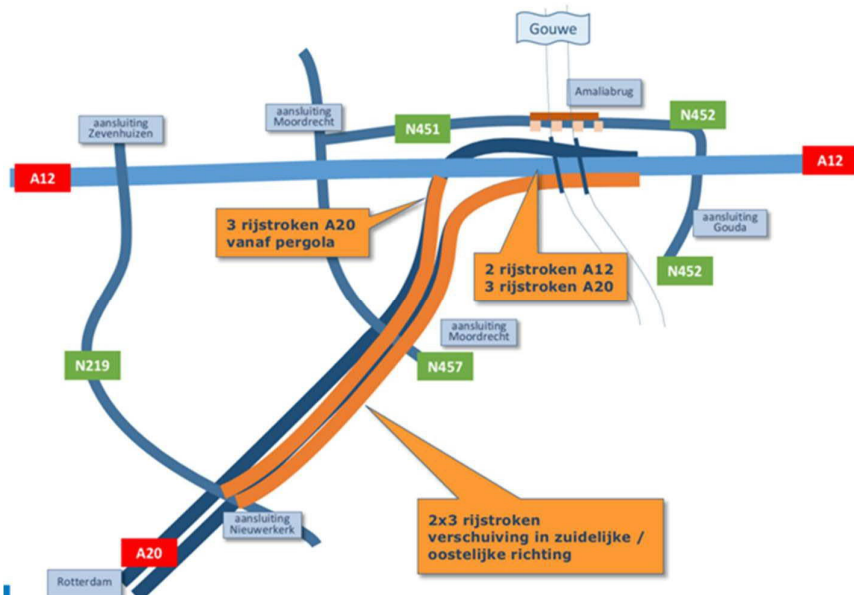 Gouwe
Amaliabrug
aansluiting
Moordrecht
N451
N452
aansluiting
Zevenhuizen
A12
A12
3 rijstroken A20
vanaf pergola
aansluiting
Gouda
2 rijstroken A12
3 rijstroken A20
N452
aansluiting
Moordrecht
N219
N457
2x3 rijstroken
verschuiving in zuidelijke /
oostelijke richting
aansluiting
Nieuwerkerk
A20
Rotterdam